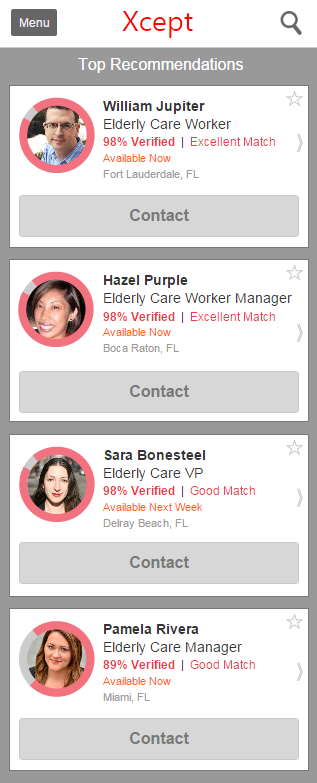 Menu
Xcept
Top Recommendations
William Jupiter
Elderly Care Worker
98% Verified | Excellent Match
Available Now
Fort Lauderdale, FL
Contact
Hazel Purple
Elderly Care Worker Manager
98% Verified | Excellent Match
Available Now
Boca Raton, FL
Contact
Sara Bonesteel
Elderly Care VP
98% Verified | Good Match
Available Next Week
Delray Beach, FL
Contact
Pamela Rivera
Elderly Care Manager
89% Verified | Good Match
Available Now
Miami, FL
Contact